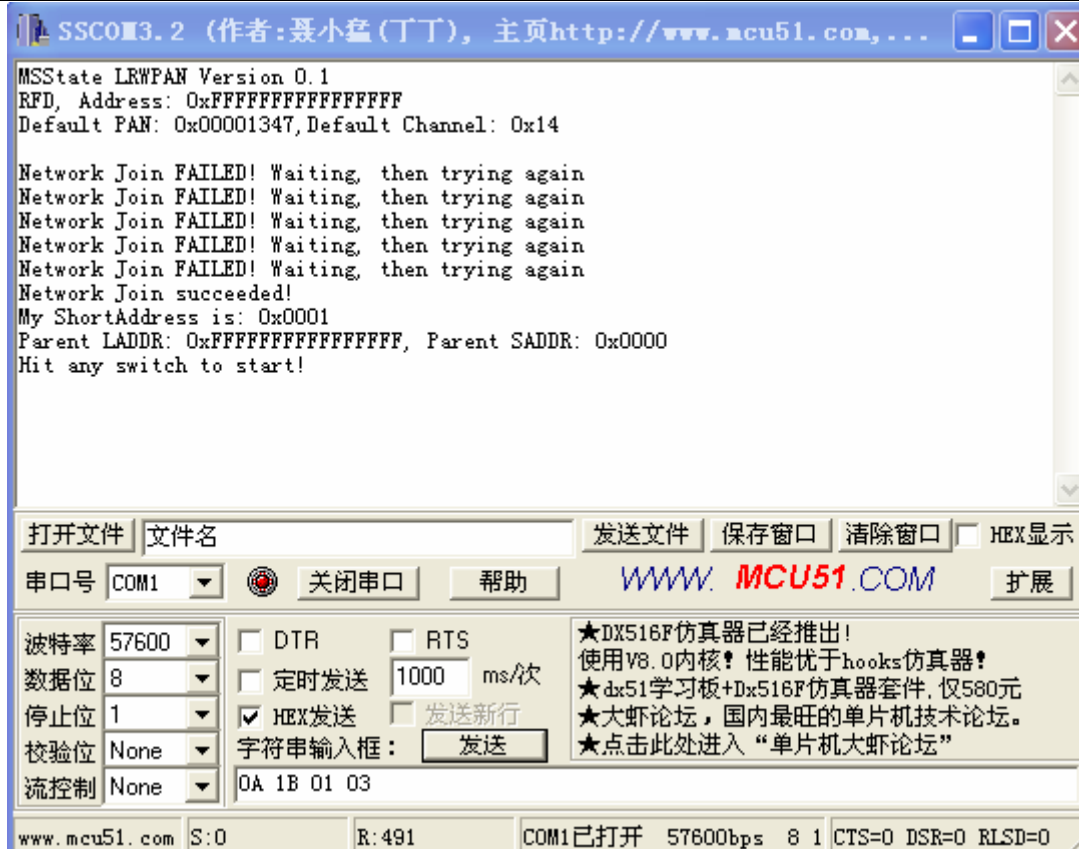 SSCOM3.2 (作者:聂小猛(丁丁), 主页http://www.mcu51.com,...
MSState LRWPAN Version 0.1
RFD, Address: 0xFFFFFFFFFFFFFFFF
Default PAN: 0x00001347,Default Channel: 0x14
Network Join FAILED! Waiting, then trying again
Network Join FAILED! Waiting, then trying again
Network Join FAILED! Waiting, then trying again
Network Join FAILED! Waiting, then trying again
Network Join FAILED! Waiting, then trying again
Network Join succeeded!
My ShortAddress is: 0x0001
Parent LADDR: 0xFFFFFFFFFFFFFFFF, Parent SADDR: 0x0000
Hit any switch to start!
打开文件 文件名 发送文件 保存窗口 清除窗口 HEX显示
串口号 COM1 关闭串口 帮助 WWW. MCU51.COM 扩展
波特率 57600 DTR RTS ★DX516F仿真器已经推出!
使用V8.0内核!性能优于hooks仿真器!
数据位 8 定时发送 1000 ms/次 ★dx51学习板+Dx516F仿真器套件,仅580元
停止位 1 HEX发送 发送新行 ★大虾论坛,国内最旺的单片机技术论坛。
校验位 None 字符串输入框: 发送 ★点击此处进入“单片机大虾论坛”
流控制 None 0A 1B 01 03
www.mcu51.com S:0 R:491 COM1已打开 57600bps 8 1 CTS=0 DSR=0 RLSD=0